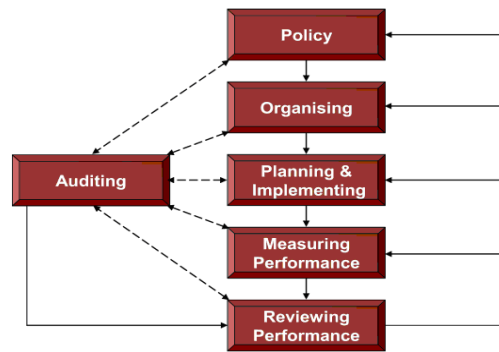 Policy
Organising
Auditing
Planning &
Implementing
Measuring
Performance
Reviewing
Performance